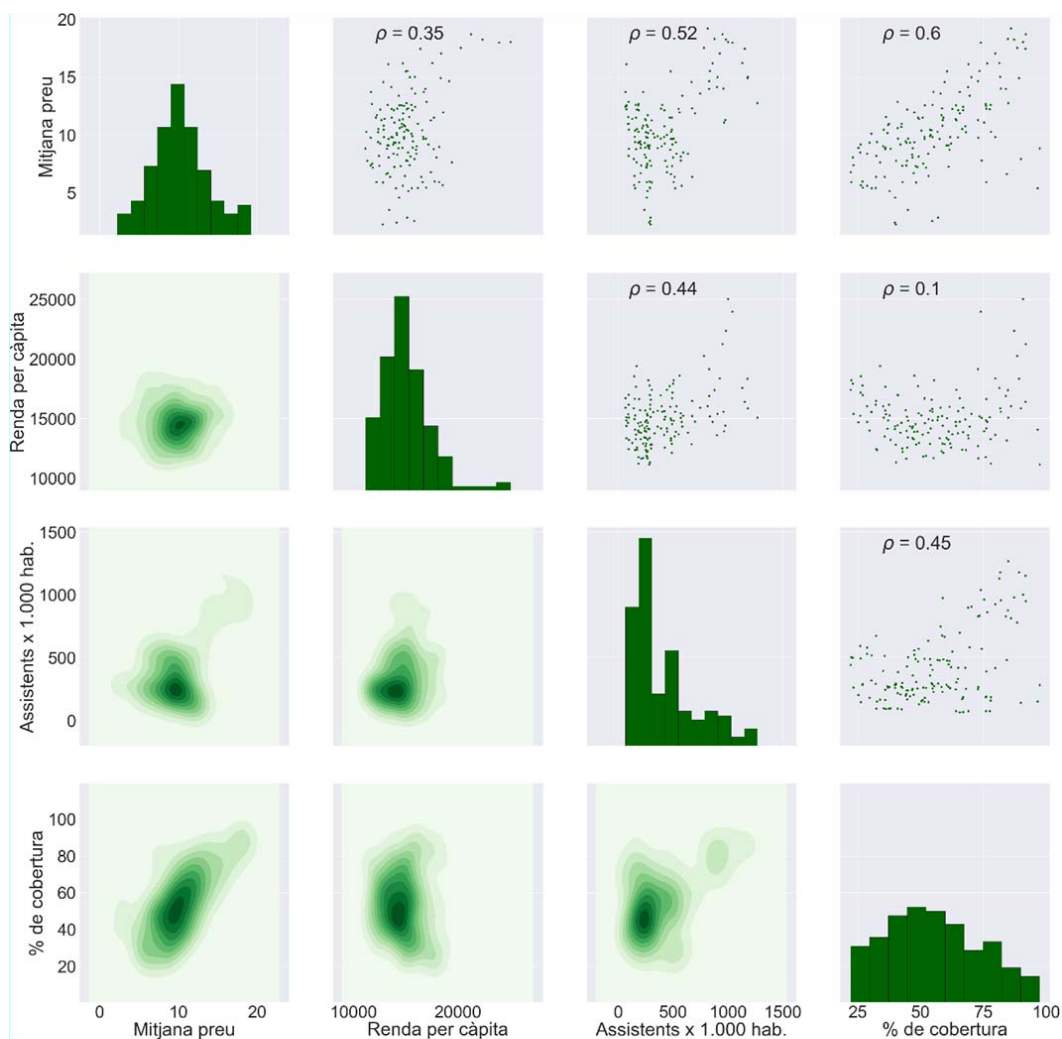 20
15
10
5
Mitjana preu
ρ = 0.35
ρ = 0.52
ρ = 0.6
25000
20000
15000
10000
Renda per càpita
ρ = 0.44
ρ = 0.1
1500
1000
500
0
Assistents x 1.000 hab.
ρ = 0.45
100
80
60
40
20
% de cobertura
0 10 20
10000 20000
0 500 1000 1500
25 50 75 100
Mitjana preu
Renda per càpita
Assistents x 1.000 hab.
% de cobertura